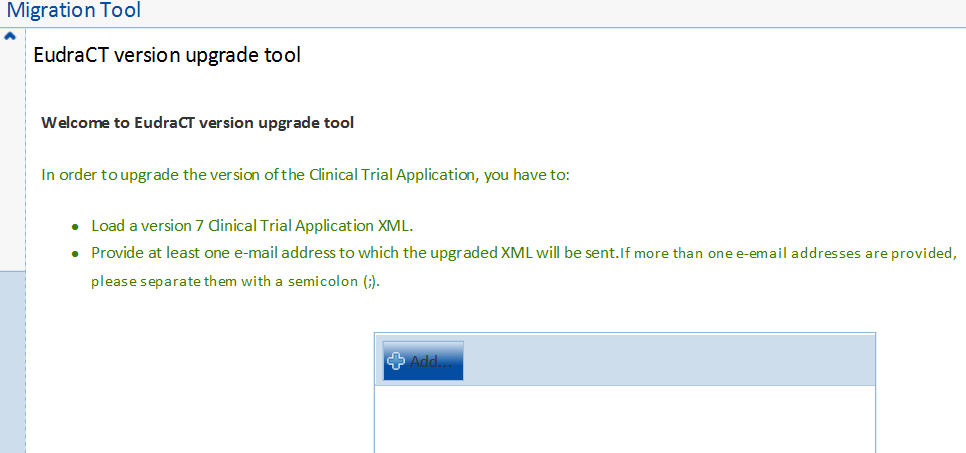 Migration Tool
EudraCT version upgrade tool
Welcome to EudraCT version upgrade tool
In order to upgrade the version of the Clinical Trial Application, you have to:
• Load a version 7 Clinical Trial Application XML.
• Provide at least one e-mail address to which the upgraded XML will be sent.If more than one e-email addresses are provided,
please separate them with a semicolon (;).
Add...